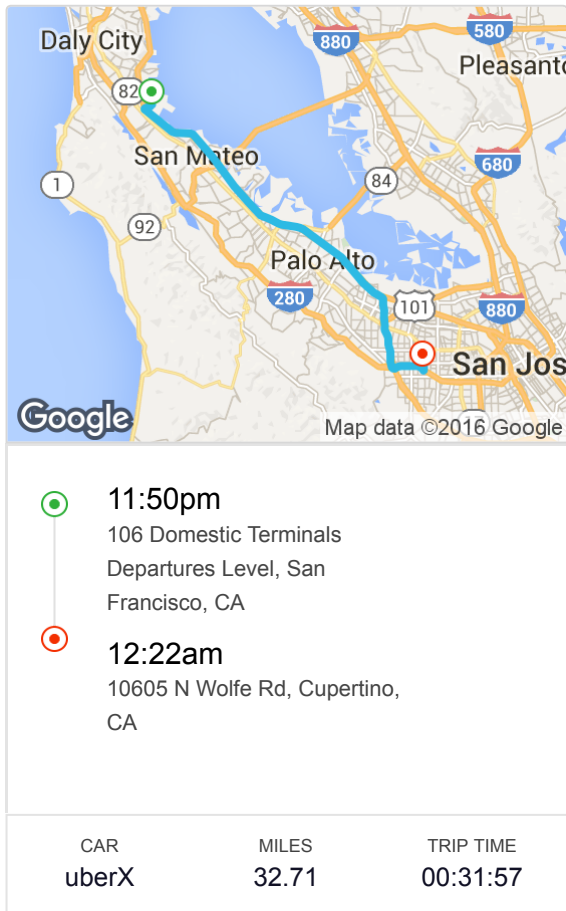 Daly City
880
580
Pleasanto
82
San Mateo
680
1
84
92
Palo Alto
280
101
880
San Jos
Google
Map data ©2016 Google
11:50pm
106 Domestic Terminals
Departures Level, San
Francisco, CA
12:22am
10605 N Wolfe Rd, Cupertino,
CA
CAR MILES TRIP TIME
uberX 32.71 00:31:57